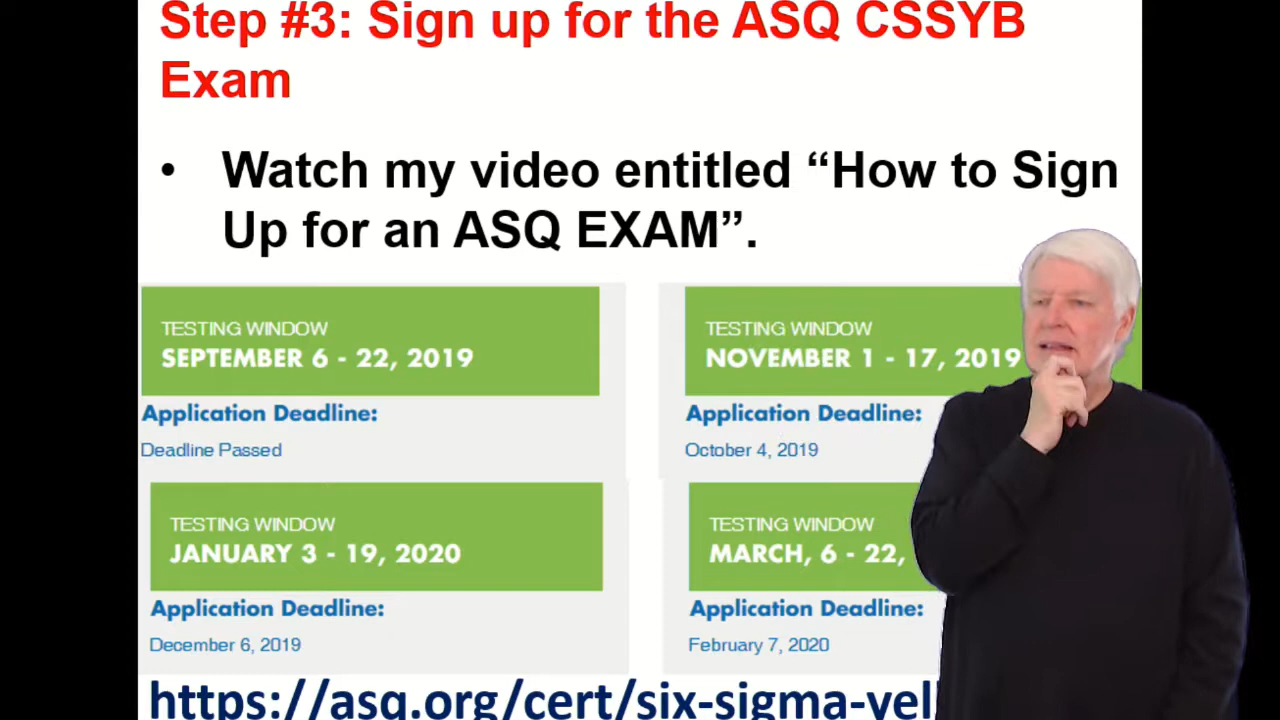 Step #3: Sign up for the ASQ CSSYB
Exam
• Watch my video entitled “How to Sign
Up for an ASQ EXAM”.
TESTING WINDOW
SEPTEMBER 6 - 22, 2019
Application Deadline:
Deadline Passed
TESTING WINDOW
NOVEMBER 1 - 17, 2019
Application Deadline:
October 4, 2019
TESTING WINDOW
JANUARY 3 - 19, 2020
Application Deadline:
December 6, 2019
TESTING WINDOW
MARCH, 6 - 22,
Application Deadline:
February 7, 2020
https://asq.org/cert/six-sigma-yel